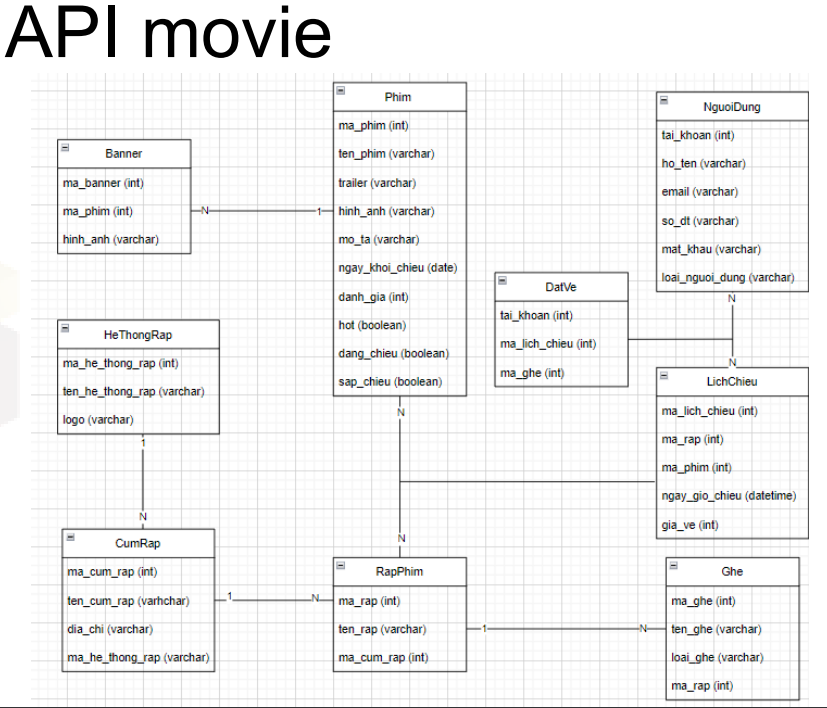 API movie
Phim
ma_phim (int)
ten_phim (varchar)
trailer (varchar)
hinh_anh (varchar)
mo_ta (varchar)
ngay_khoi_chieu (date)
danh_gia (int)
hot (boolean)
dang_chieu (boolean)
sap_chieu (boolean)
NguoiDung
tai_khoan (int)
ho_ten (varchar)
email (varchar)
so_dt (varchar)
mat_khau (varchar)
loai_nguoi_dung (varchar)
Banner
ma_banner (int)
ma_phim (int)
hinh_anh (varchar)
N
1
DatVe
tai_khoan (int)
ma_lich_chieu (int)
ma_ghe (int)
N
N
HeThongRap
ma_he_thong_rap (int)
ten_he_thong_rap (varchar)
logo (varchar)
1
N
LichChieu
ma_lich_chieu (int)
ma_rap (int)
ma_phim (int)
ngay_gio_chieu (datetime)
gia_ve (int)
N
N
CumRap
ma_cum_rap (int)
ten_cum_rap (varhchar)
dia_chi (varchar)
ma_he_thong_rap (varchar)
1
N
RapPhim
ma_rap (int)
ten_rap (varchar)
ma_cum_rap (int)
1
N
Ghe
ma_ghe (int)
ten_ghe (varchar)
loai_ghe (varchar)
ma_rap (int)